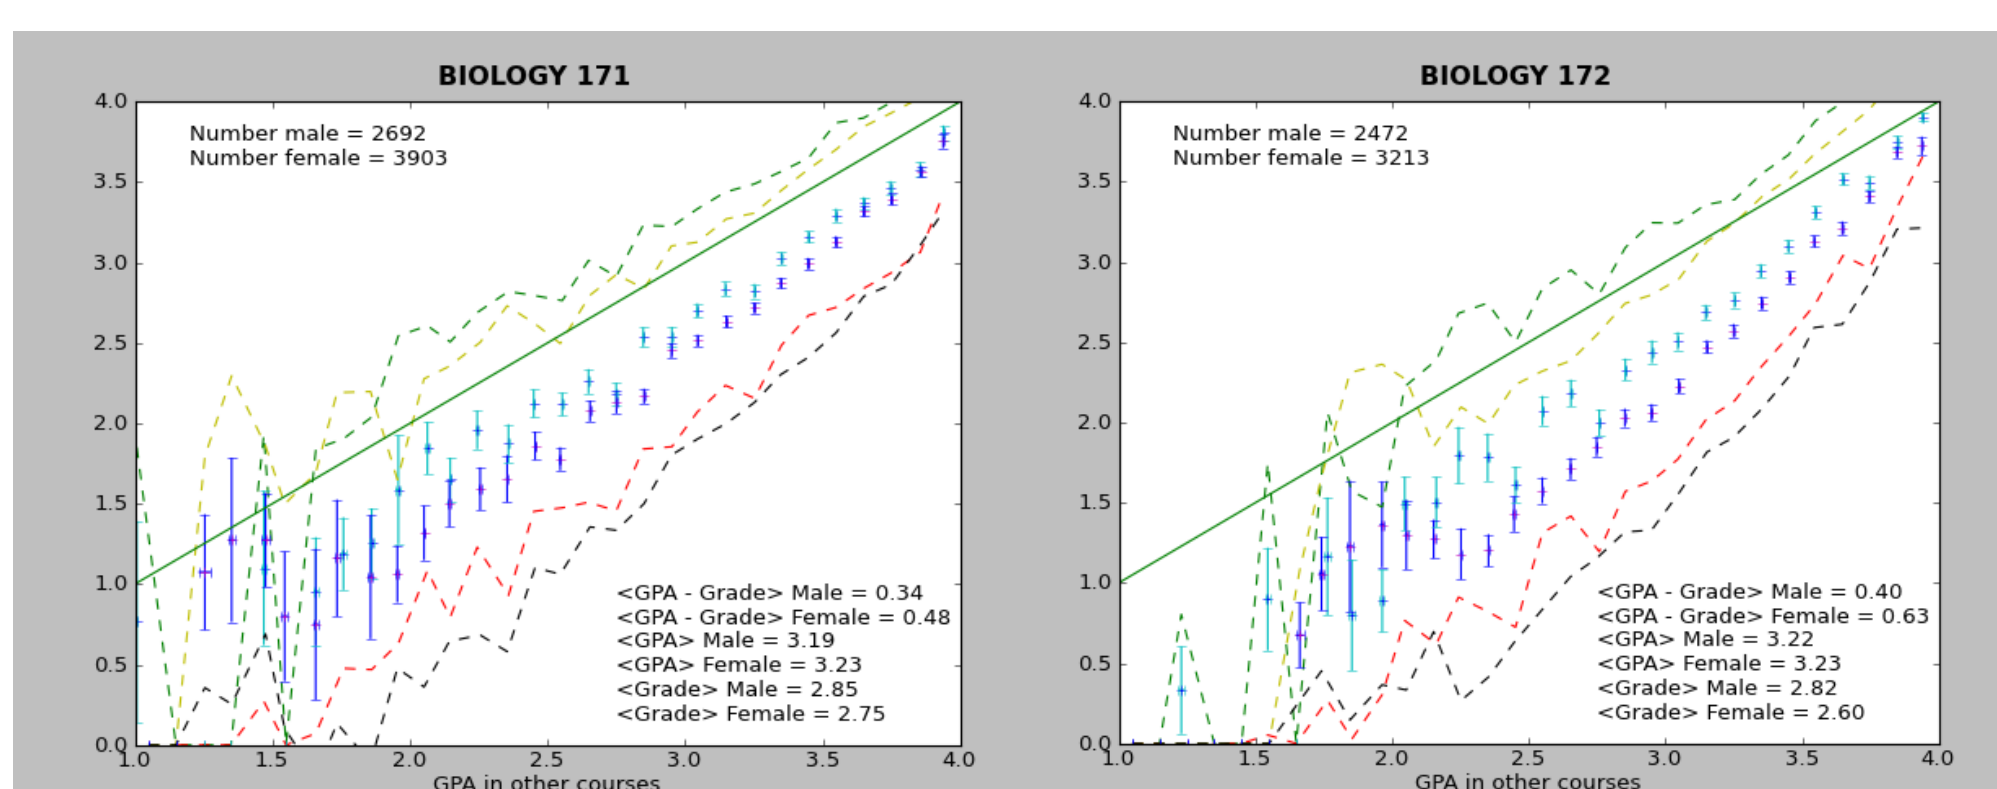 BIOLOGY 171
4.0
3.5
3.0
2.5
2.0
1.5
1.0
0.5
0.0
Number male = 2692
Number female = 3903
<GPA - Grade> Male = 0.34
<GPA - Grade> Female = 0.48
<GPA> Male = 3.19
<GPA> Female = 3.23
<Grade> Male = 2.85
<Grade> Female = 2.75
1.0 1.5 2.0 2.5 3.0 3.5 4.0
GPA in other courses
BIOLOGY 172
4.0
3.5
3.0
2.5
2.0
1.5
1.0
0.5
0.0
Number male = 2472
Number female = 3213
<GPA - Grade> Male = 0.40
<GPA - Grade> Female = 0.63
<GPA> Male = 3.22
<GPA> Female = 3.23
<Grade> Male = 2.82
<Grade> Female = 2.60
1.0 1.5 2.0 2.5 3.0 3.5 4.0
GPA in other courses